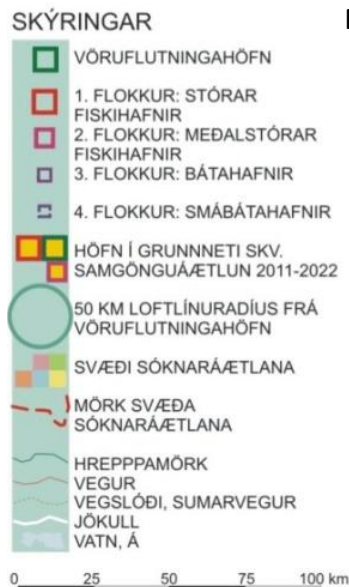 SKÝRINGAR
VÖRUFLUTNINGAHÖFN
1. FLOKKUR: STÓRAR
FISKIHAFNIR
2. FLOKKUR: MEÐALSTÓRAR
FISKIHAFNIR
3. FLOKKUR: BÁTAHAFNIR
4. FLOKKUR: SMÁBÁTAHAFNIR
HÖFN Í GRUNNNETI SKV.
SAMGÖNGUÁÆTLUN 2011-2022
50 KM LOFTLÍNURADÍUS FRÁ
VÖRUFLUTNINGAHÖFN
SVÆÐI SÓKNARÁÆTLANA
MÖRK SVÆÐA
SÓKNARÁÆTLANA
HREPPPAMÖRK
VEGUR
VEGSLÓÐI, SUMARVEGUR
JÖKULL
VATN, Á
0 25 50 75 100 km